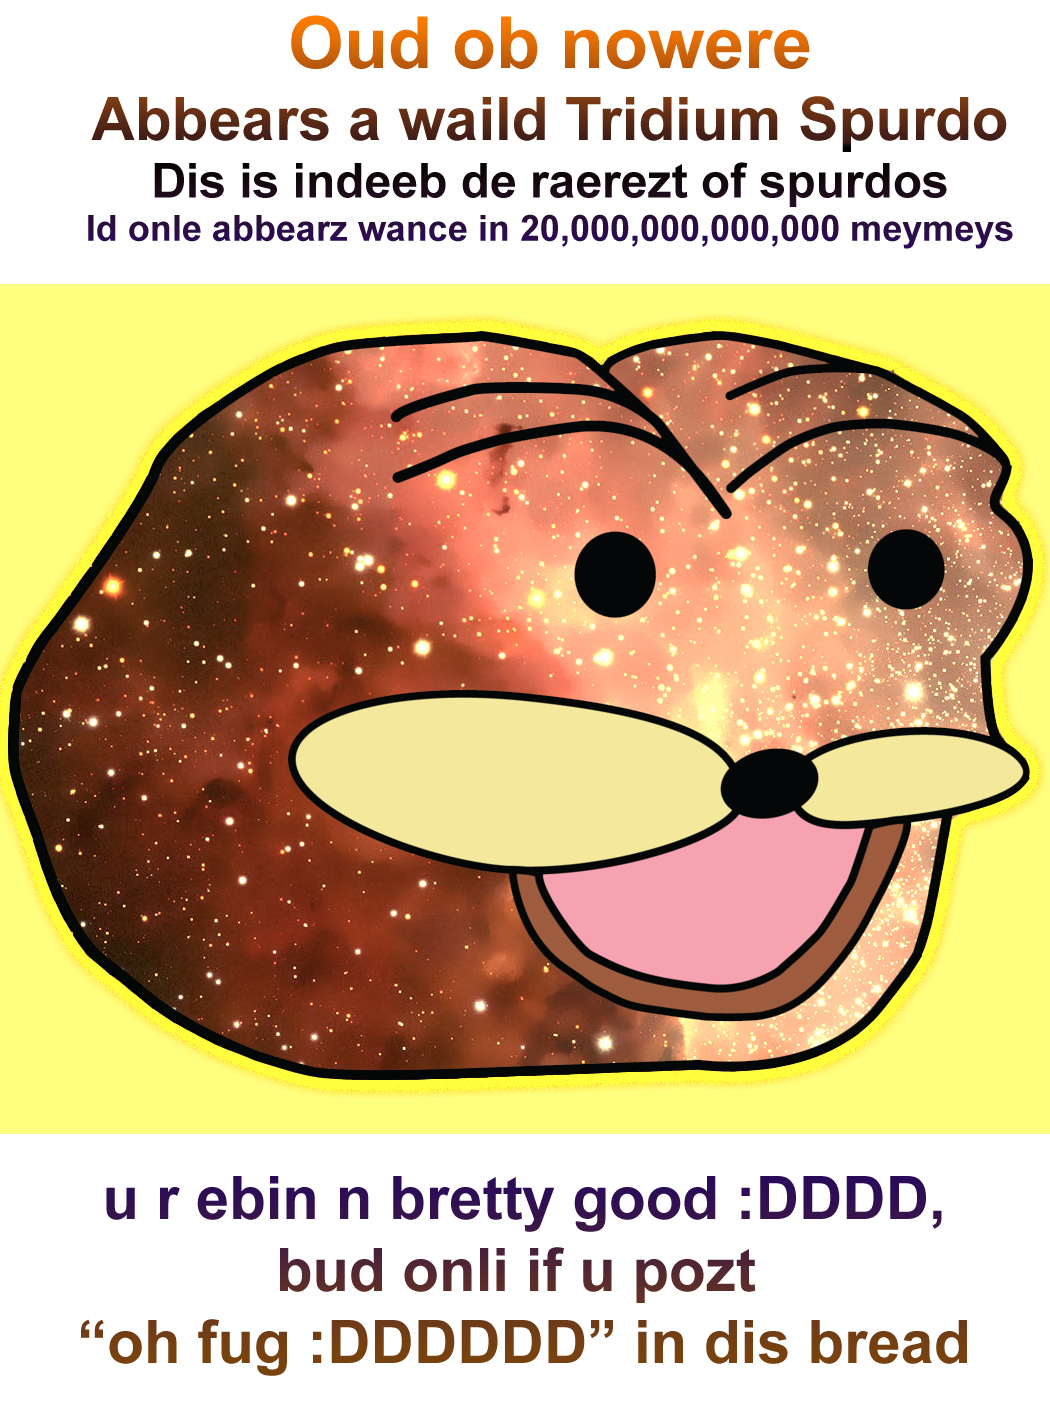 Oud ob nowere
Abbears a waild Tridium Spurdo
Dis is indeeb de raerezt of spurdos
Id onle abbearz wance in 20,000,000,000,000 meymeys
u r ebin n bretty good :DDDD,
bud onli if u pozt
“oh fug :DDDDDD” in dis bread